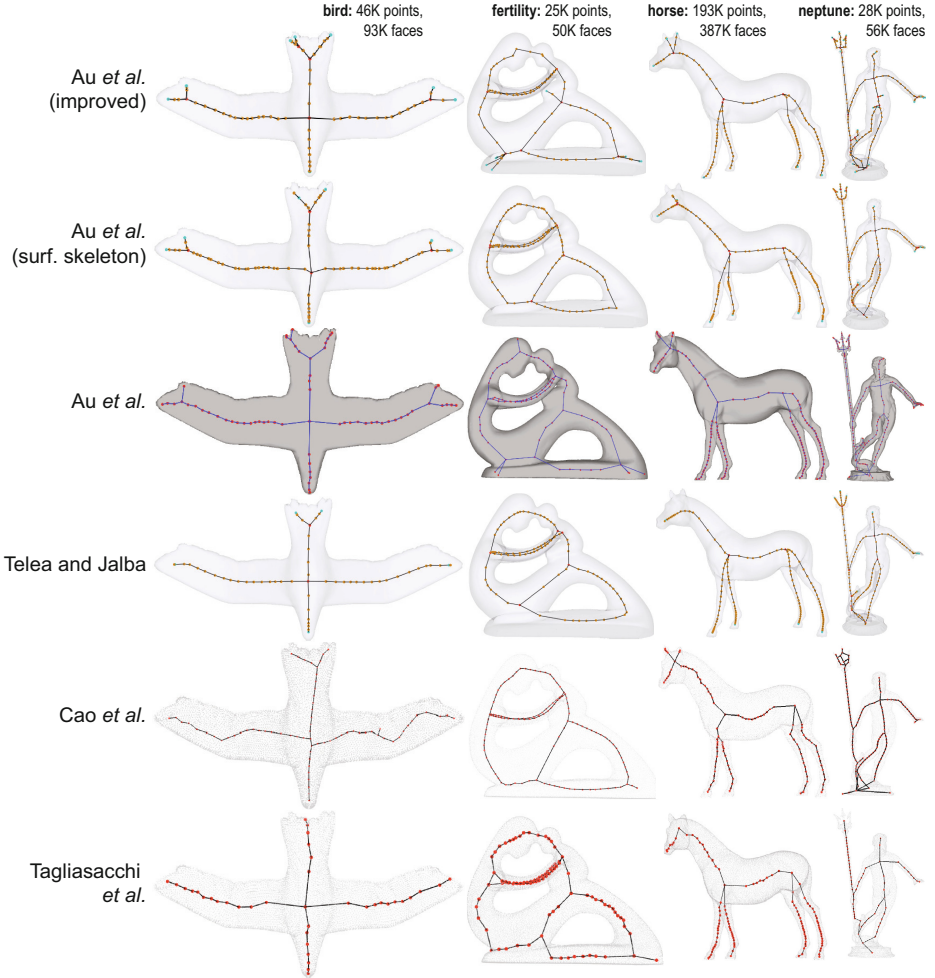 bird: 46K points,
93K faces
fertility: 25K points,
50K faces
horse: 193K points,
387K faces
neptune: 28K points,
56K faces
Au et al.
(improved)
Au et al.
(surf. skeleton)
Au et al.
Telea and Jalba
Cao et al.
Tagliasacchi
et al.